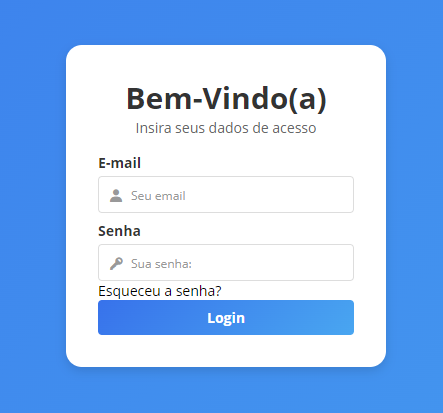 Bem-Vindo(a)
Insira seus dados de acesso
E-mail
Seu email
Senha
Sua senha:
Esqueceu a senha?
Login